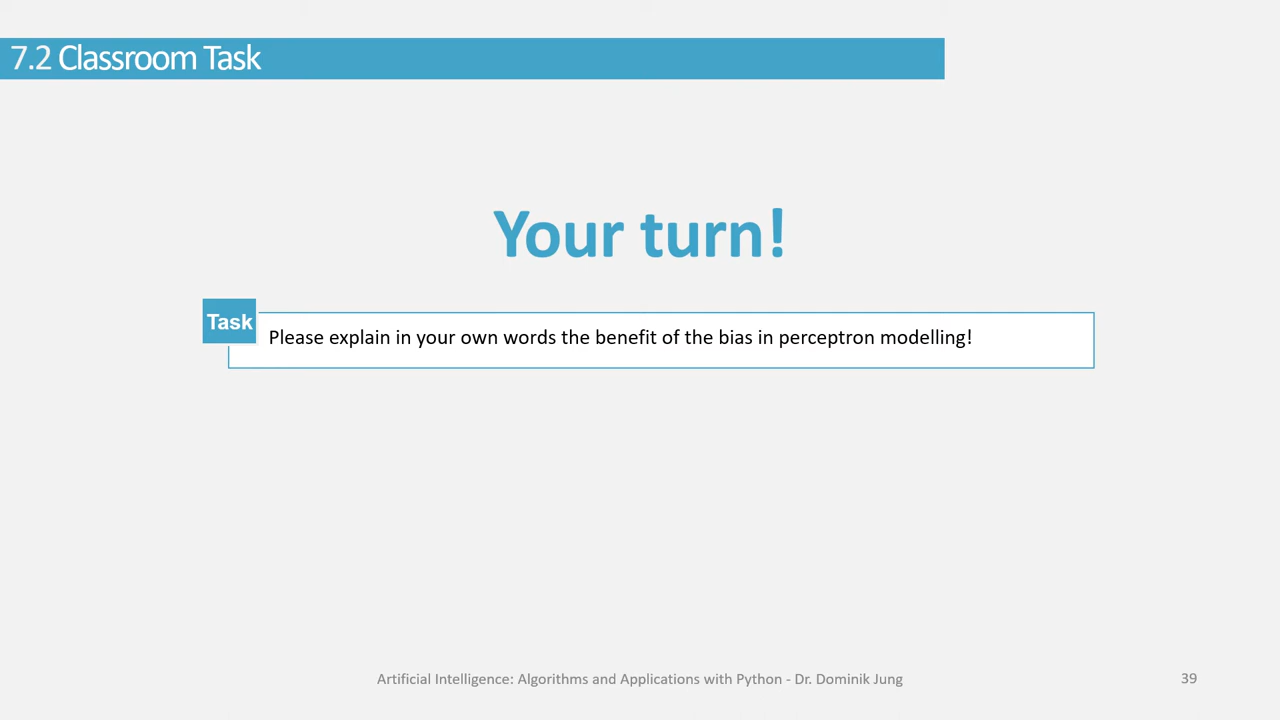 7.2 Classroom Task
Your turn!
Task
Please explain in your own words the benefit of the bias in perceptron modelling!
Artificial Intelligence: Algorithms and Applications with Python - Dr. Dominik Jung
39